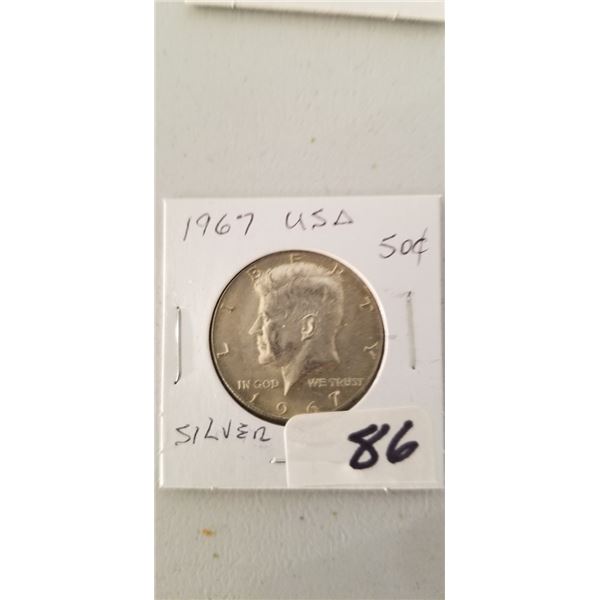 1967 USA
50¢
LIBERTY
IN GOD WE TRUST
1967
SILVER
86